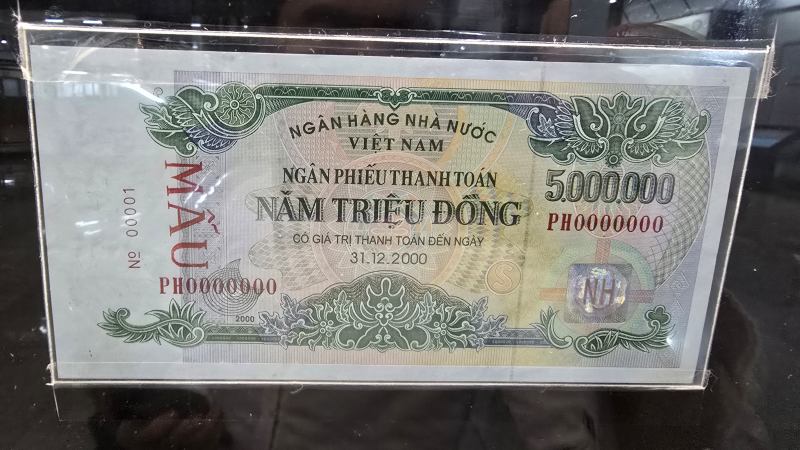 NGÂN HÀNG NHÀ NƯỚC
VIỆT NAM
NGÂN PHIẾU THANH TOÁN
NĂM TRIỆU ĐỒNG
CÓ GIÁ TRỊ THANH TOÁN ĐẾN NGÀY
31.12.2000
5.000.000
PH0000000
MẪU
Nº 00001
PH0000000
2000
NH
S